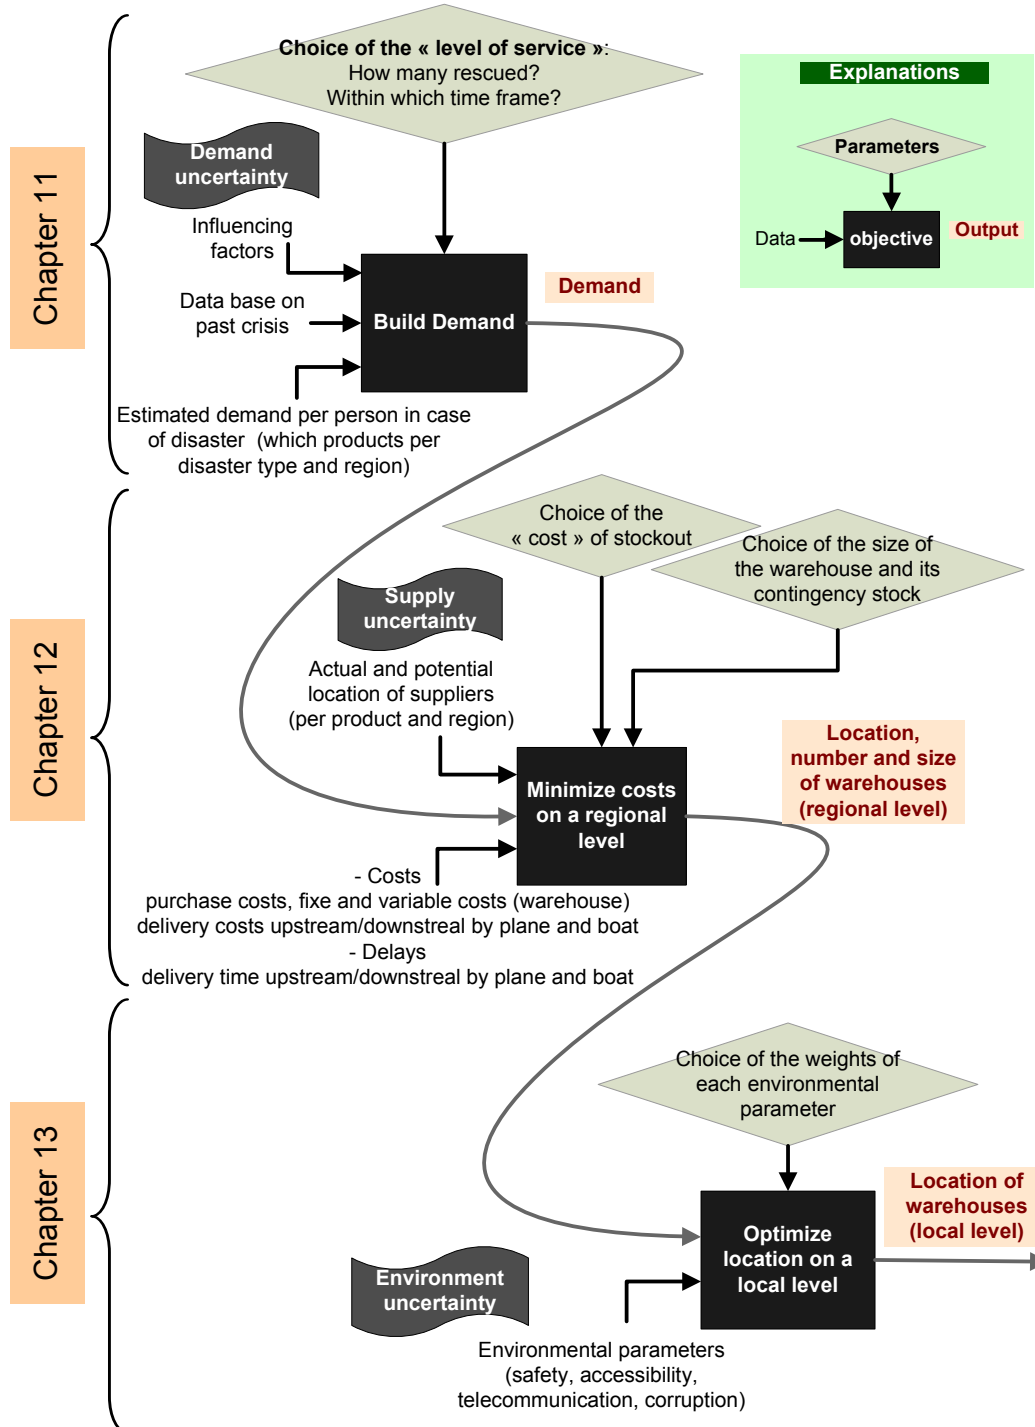 Choice of the « level of service »:
How many rescued?
Within which time frame?
Explanations
Parameters
Data
objective
Output
Chapter 11
Demand
uncertainty
Influencing
factors
Data base on
past crisis
Build Demand
Demand
Estimated demand per person in case
of disaster (which products per
disaster type and region)
Chapter 12
Choice of the
« cost » of stockout
Choice of the size of
the warehouse and its
contingency stock
Supply
uncertainty
Actual and potential
location of suppliers
(per product and region)
Minimize costs
on a regional
level
Location,
number and size
of warehouses
(regional level)
- Costs
purchase costs, fixe and variable costs (warehouse)
delivery costs upstream/downstreal by plane and boat
- Delays
delivery time upstream/downstreal by plane and boat
Chapter 13
Choice of the weights of
each environmental
parameter
Optimize
location on a
local level
Location of
warehouses
(local level)
Environment
uncertainty
Environmental parameters
(safety, accessibility,
telecommunication, corruption)